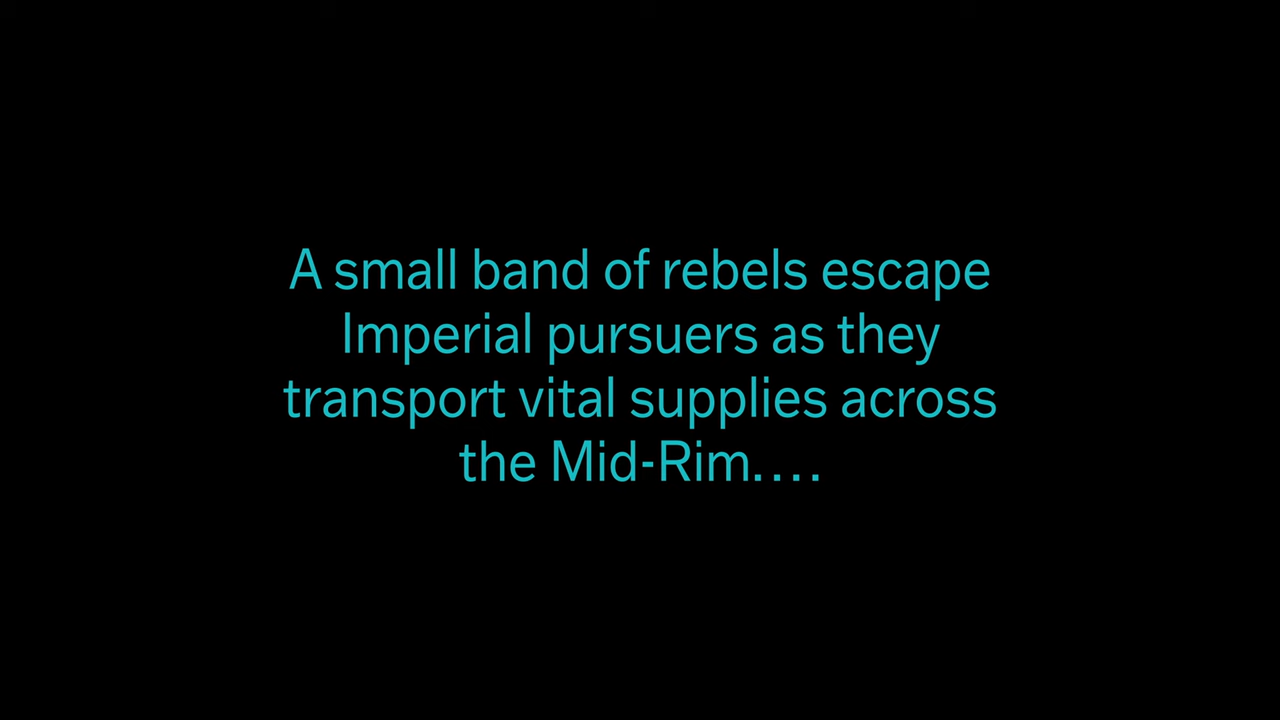 A small band of rebels escape
Imperial pursuers as they
transport vital supplies across
the Mid-Rim....